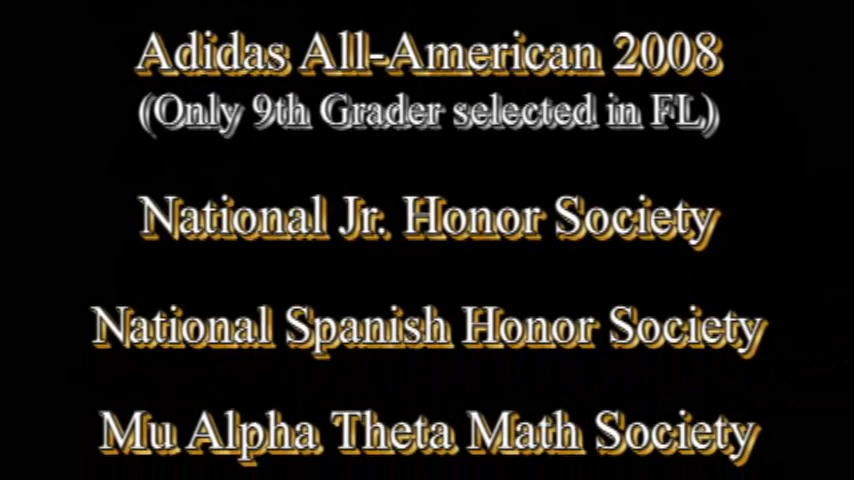 Adidas All-American 2008
(Only 9th Grader selected in FL)
National Jr. Honor Society
National Spanish Honor Society
Mu Alpha Theta Math Society